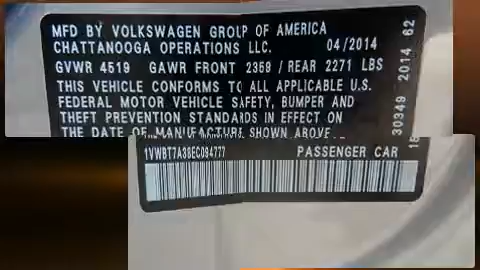 MFD BY VOLKSWAGEN GROUP OF AMERICA
CHATTANOOGA OPERATIONS LLC. 04/2014
GVWR 4519 GAWR FRONT 2359 / REAR 2271 LBS
THIS VEHICLE CONFORMS TO ALL APPLICABLE U.S.
FEDERAL MOTOR VEHICLE SAFETY, BUMPER AND
THEFT PREVENTION STANDARDS IN EFFECT ON
THE DATE OF MANUFACTURE SHOWN ABOVE
1VWBT7A38EC094777 PASSENGER CAR
30349 2014 62